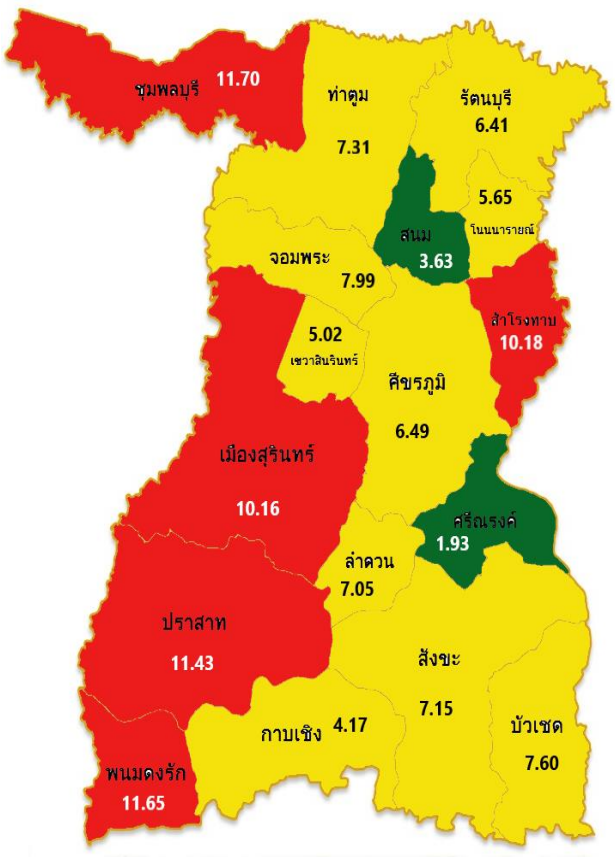 ชุมพลบุรี 11.70
ท่าตูม
7.31
รัตนบุรี
6.41
5.65
โนนนารายณ์
สนม
3.63
จอมพระ
7.99
สำโรงทาบ
10.18
5.02
เขวาสินรินทร์
ศีขรภูมิ
6.49
เมืองสุรินทร์
10.16
ศรีณรงค์
1.93
ลำดวน
7.05
ปราสาท
11.43
สังขะ
7.15
กาบเชิง 4.17
บัวเชด
7.60
พนมดงรัก
11.65